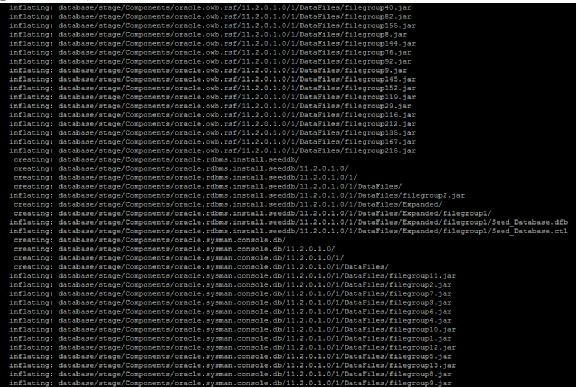 inflating: database/stage/Components/oracle.owb.rsf/11.2.0.1.0/1/DataFiles/filegroup40.jar
inflating: database/stage/Components/oracle.owb.rsf/11.2.0.1.0/1/DataFiles/filegroup82.jar
inflating: database/stage/Components/oracle.owb.rsf/11.2.0.1.0/1/DataFiles/filegroup155.jar
inflating: database/stage/Components/oracle.owb.rsf/11.2.0.1.0/1/DataFiles/filegroup8.jar
inflating: database/stage/Components/oracle.owb.rsf/11.2.0.1.0/1/DataFiles/filegroup144.jar
inflating: database/stage/Components/oracle.owb.rsf/11.2.0.1.0/1/DataFiles/filegroup76.jar
inflating: database/stage/Components/oracle.owb.rsf/11.2.0.1.0/1/DataFiles/filegroup92.jar
inflating: database/stage/Components/oracle.owb.rsf/11.2.0.1.0/1/DataFiles/filegroup9.jar
inflating: database/stage/Components/oracle.owb.rsf/11.2.0.1.0/1/DataFiles/filegroup145.jar
inflating: database/stage/Components/oracle.owb.rsf/11.2.0.1.0/1/DataFiles/filegroup152.jar
inflating: database/stage/Components/oracle.owb.rsf/11.2.0.1.0/1/DataFiles/filegroup119.jar
inflating: database/stage/Components/oracle.owb.rsf/11.2.0.1.0/1/DataFiles/filegroup29.jar
inflating: database/stage/Components/oracle.owb.rsf/11.2.0.1.0/1/DataFiles/filegroup116.jar
inflating: database/stage/Components/oracle.owb.rsf/11.2.0.1.0/1/DataFiles/filegroup212.jar
inflating: database/stage/Components/oracle.owb.rsf/11.2.0.1.0/1/DataFiles/filegroup135.jar
inflating: database/stage/Components/oracle.owb.rsf/11.2.0.1.0/1/DataFiles/filegroup167.jar
inflating: database/stage/Components/oracle.owb.rsf/11.2.0.1.0/1/DataFiles/filegroup215.jar
creating: database/stage/Components/oracle.rdbms.install.seeddb/
creating: database/stage/Components/oracle.rdbms.install.seeddb/11.2.0.1.0/
creating: database/stage/Components/oracle.rdbms.install.seeddb/11.2.0.1.0/1/
creating: database/stage/Components/oracle.rdbms.install.seeddb/11.2.0.1.0/1/DataFiles/
inflating: database/stage/Components/oracle.rdbms.install.seeddb/11.2.0.1.0/1/DataFiles/filegroup2.jar
creating: database/stage/Components/oracle.rdbms.install.seeddb/11.2.0.1.0/1/DataFiles/Expanded/
creating: database/stage/Components/oracle.rdbms.install.seeddb/11.2.0.1.0/1/DataFiles/Expanded/filegroup1/
inflating: database/stage/Components/oracle.rdbms.install.seeddb/11.2.0.1.0/1/DataFiles/Expanded/filegroup1/Seed_Database.dfb
inflating: database/stage/Components/oracle.rdbms.install.seeddb/11.2.0.1.0/1/DataFiles/Expanded/filegroup1/Seed_Database.ctl
creating: database/stage/Components/oracle.sysman.console.db/
creating: database/stage/Components/oracle.sysman.console.db/11.2.0.1.0/
creating: database/stage/Components/oracle.sysman.console.db/11.2.0.1.0/1/
creating: database/stage/Components/oracle.sysman.console.db/11.2.0.1.0/1/DataFiles/
inflating: database/stage/Components/oracle.sysman.console.db/11.2.0.1.0/1/DataFiles/filegroup11.jar
inflating: database/stage/Components/oracle.sysman.console.db/11.2.0.1.0/1/DataFiles/filegroup2.jar
inflating: database/stage/Components/oracle.sysman.console.db/11.2.0.1.0/1/DataFiles/filegroup7.jar
inflating: database/stage/Components/oracle.sysman.console.db/11.2.0.1.0/1/DataFiles/filegroup3.jar
inflating: database/stage/Components/oracle.sysman.console.db/11.2.0.1.0/1/DataFiles/filegroup6.jar
inflating: database/stage/Components/oracle.sysman.console.db/11.2.0.1.0/1/DataFiles/filegroup4.jar
inflating: database/stage/Components/oracle.sysman.console.db/11.2.0.1.0/1/DataFiles/filegroup10.jar
inflating: database/stage/Components/oracle.sysman.console.db/11.2.0.1.0/1/DataFiles/filegroup1.jar
inflating: database/stage/Components/oracle.sysman.console.db/11.2.0.1.0/1/DataFiles/filegroup12.jar
inflating: database/stage/Components/oracle.sysman.console.db/11.2.0.1.0/1/DataFiles/filegroup5.jar
inflating: database/stage/Components/oracle.sysman.console.db/11.2.0.1.0/1/DataFiles/filegroup13.jar
inflating: database/stage/Components/oracle.sysman.console.db/11.2.0.1.0/1/DataFiles/filegroup8.jar
inflating: database/stage/Components/oracle.sysman.console.db/11.2.0.1.0/1/DataFiles/filegroup9.jar